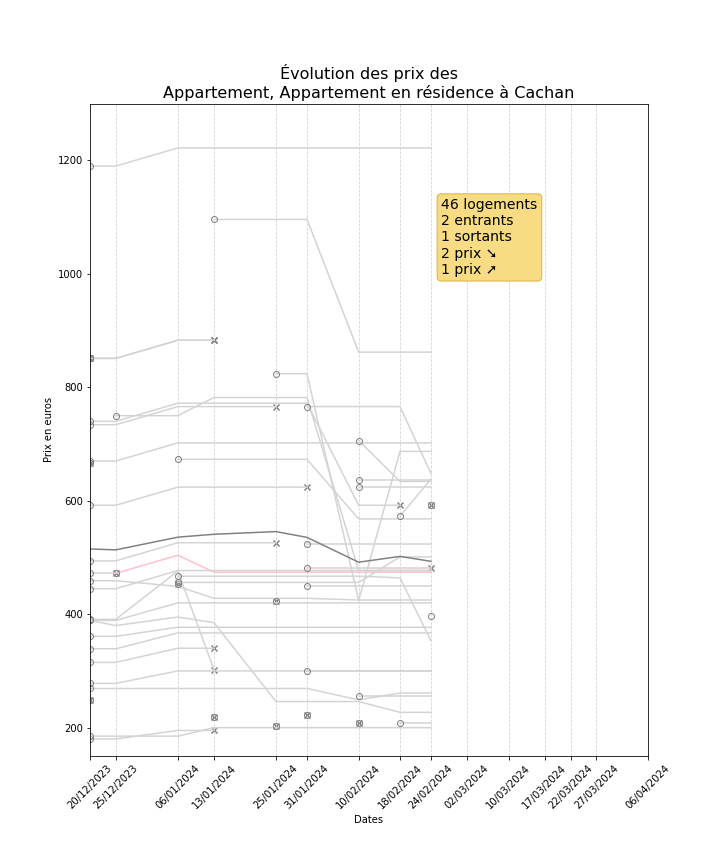 Évolution des prix des
Appartement, Appartement en résidence à Cachan
1200
1000
800
600
400
200
Prix en euros
46 logements
2 entrants
1 sortants
2 prix ➘
1 prix ➚
20/12/2023
25/12/2023
06/01/2024
13/01/2024
25/01/2024
31/01/2024
10/02/2024
18/02/2024
24/02/2024
02/03/2024
10/03/2024
17/03/2024
22/03/2024
27/03/2024
06/04/2024
Dates